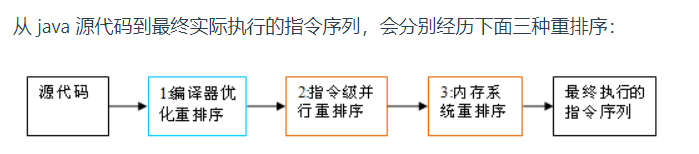 从 java 源代码到最终实际执行的指令序列，会分别经历下面三种重排序：
源代码
1:编译器优
化重排序
2:指令级并
行重排序
3:内存系
统重排序
最终执行的
指令序列